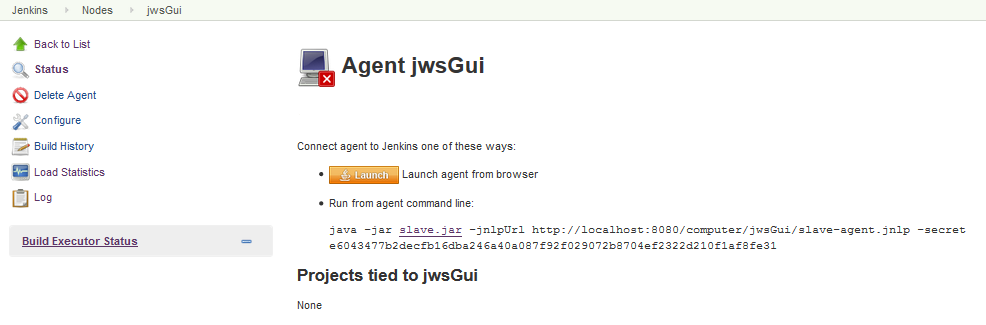 Jenkins Nodes jwsGui
Back to List
Status
Delete Agent
Configure
Build History
Load Statistics
Log
Build Executor Status
Agent jwsGui
Connect agent to Jenkins one of these ways:
Launch Launch agent from browser
Run from agent command line:
java -jar slave.jar -jnlpUrl http://localhost:8080/computer/jwsGui/slave-agent.jnlp -secret
e6043477b2decfb16dba246a40a087f92f029072b8704ef2322d210f1af8fe31
Projects tied to jwsGui
None